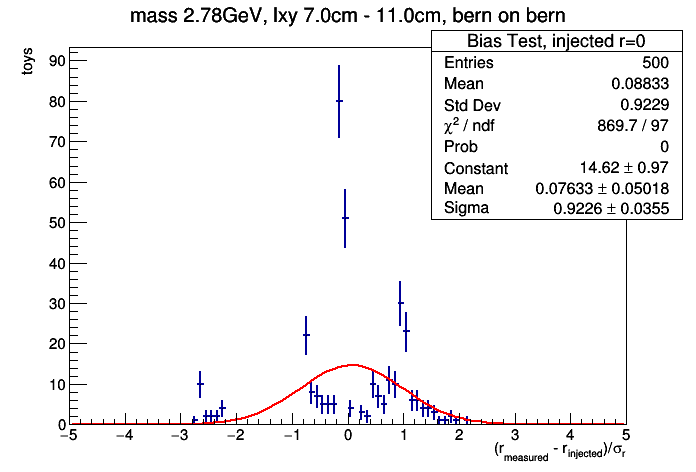 mass 2.78GeV, lxy 7.0cm - 11.0cm, bern on bern
Bias Test, injected r=0
Entries 500
Mean 0.08833
Std Dev 0.9229
χ² / ndf 869.7 / 97
Prob 0
Constant 14.62 ± 0.97
Mean 0.07633 ± 0.05018
Sigma 0.9226 ± 0.0355
toys
90
80
70
60
50
40
30
20
10
0
−5 −4 −3 −2 −1 0 1 2 3 4 5
(r_measured - r_injected)/σ_r